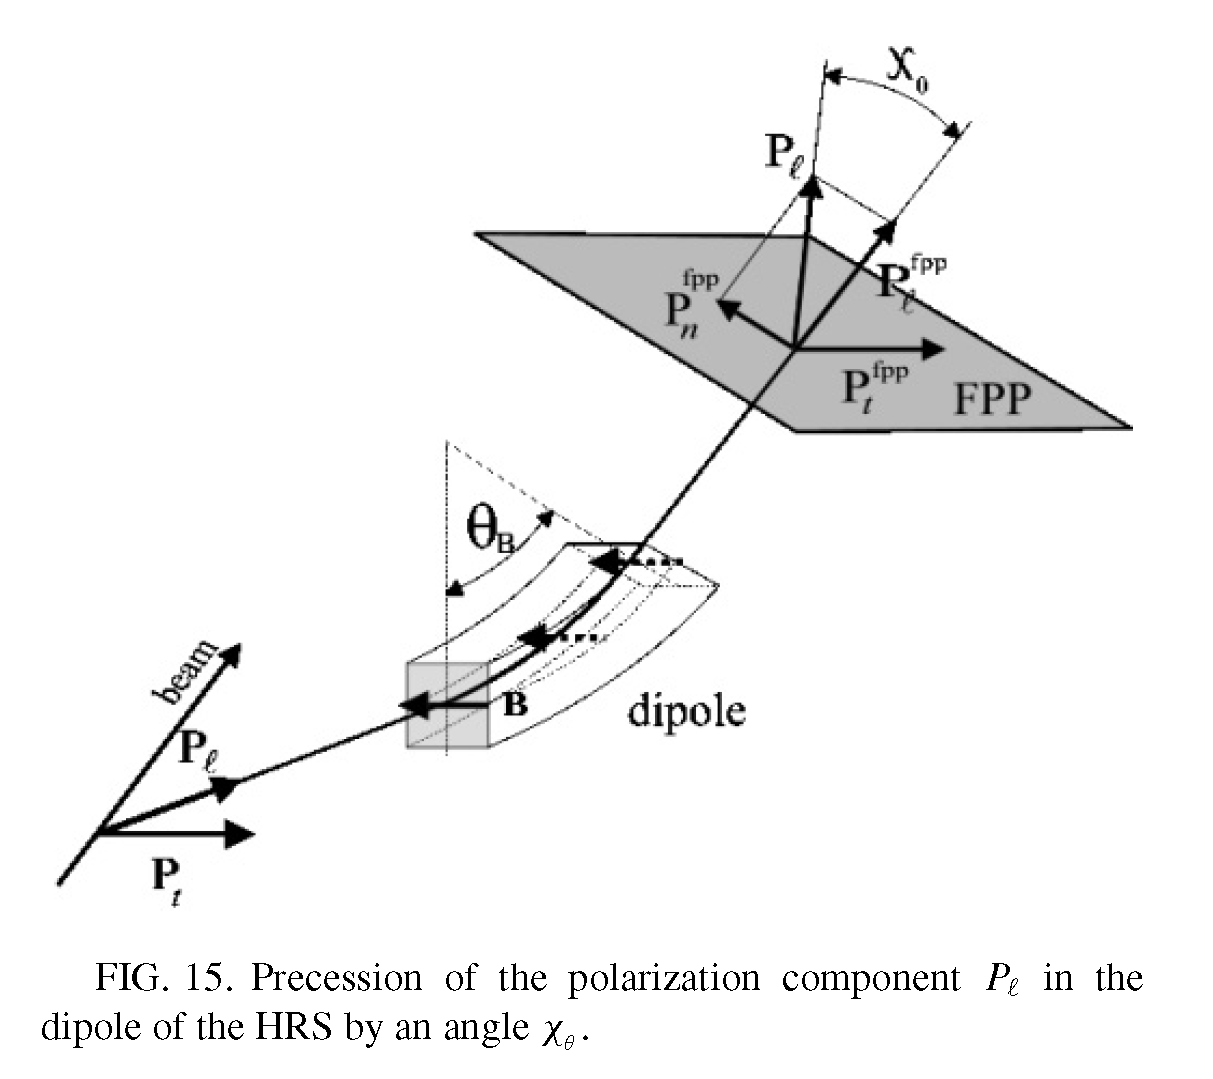 χ₀
Pℓ
Pℓ^fpp
Pn^fpp
Pt^fpp
FPP
θB
beam
Pℓ
B
dipole
Pt
FIG. 15. Precession of the polarization component Pℓ in the
dipole of the HRS by an angle χθ.